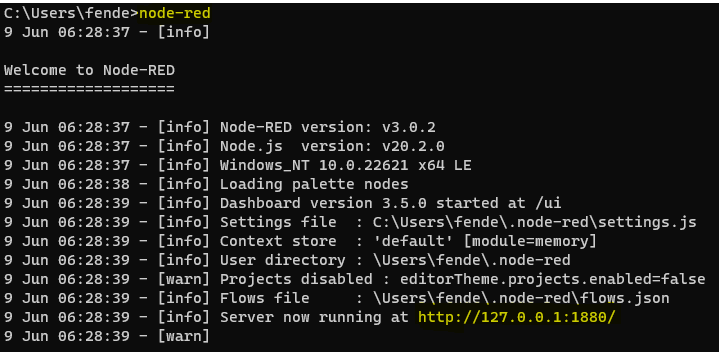 C:\Users\fende>node-red
9 Jun 06:28:37 - [info]
Welcome to Node-RED
===================
9 Jun 06:28:37 - [info] Node-RED version: v3.0.2
9 Jun 06:28:37 - [info] Node.js  version: v20.2.0
9 Jun 06:28:37 - [info] Windows_NT 10.0.22621 x64 LE
9 Jun 06:28:38 - [info] Loading palette nodes
9 Jun 06:28:39 - [info] Dashboard version 3.5.0 started at /ui
9 Jun 06:28:39 - [info] Settings file  : C:\Users\fende\.node-red\settings.js
9 Jun 06:28:39 - [info] Context store  : 'default' [module=memory]
9 Jun 06:28:39 - [info] User directory : \Users\fende\.node-red
9 Jun 06:28:39 - [warn] Projects disabled : editorTheme.projects.enabled=false
9 Jun 06:28:39 - [info] Flows file     : \Users\fende\.node-red\flows.json
9 Jun 06:28:39 - [info] Server now running at http://127.0.0.1:1880/
9 Jun 06:28:39 - [warn]